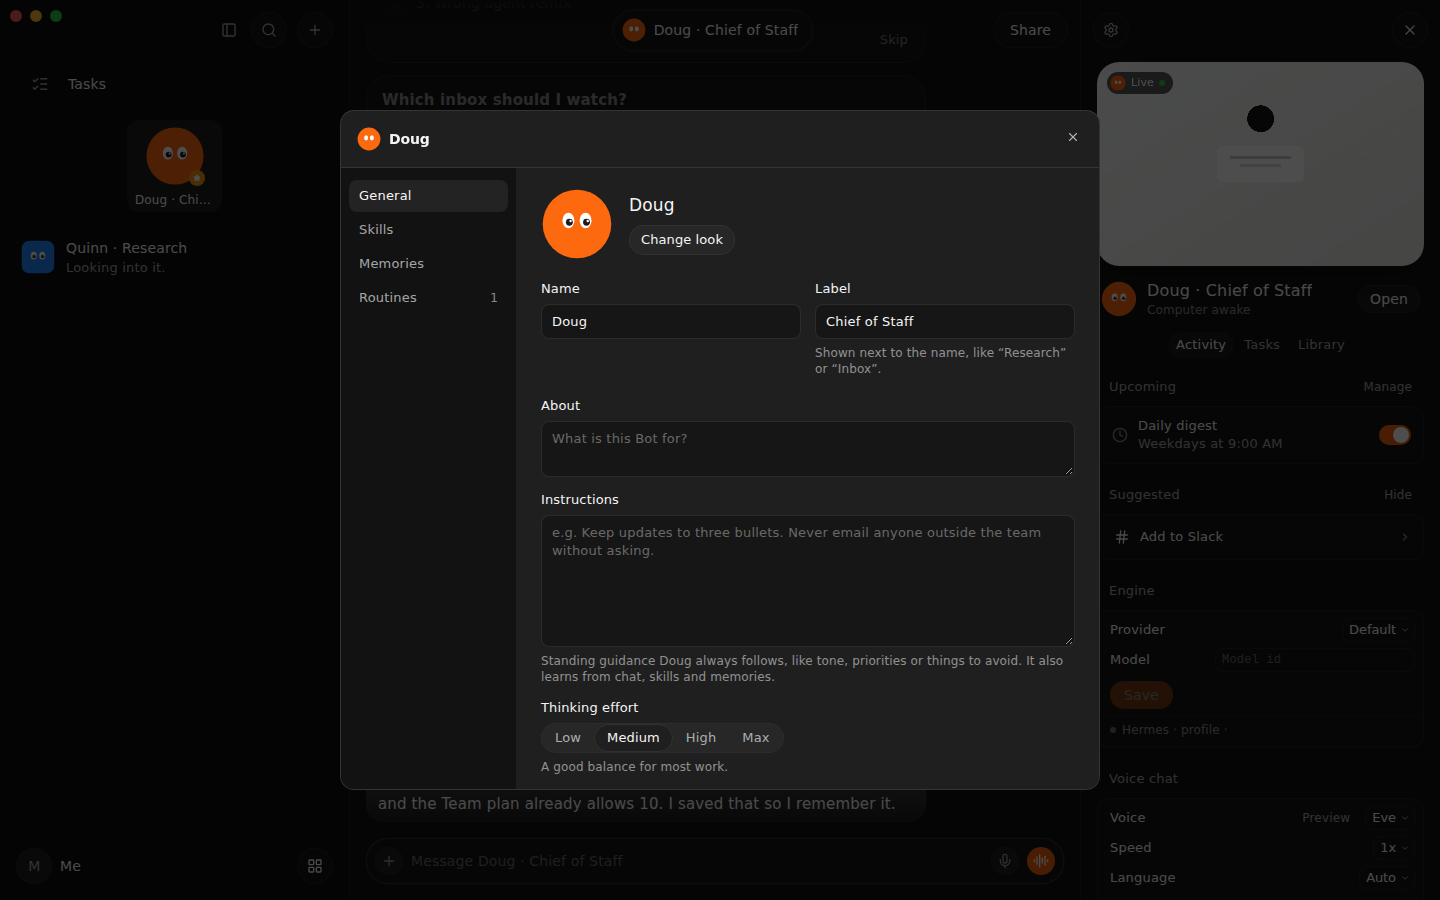 3. Wrong agent remix
Doug · Chief of Staff
Skip
Share
Tasks
Doug · Chi…
Quinn · Research
Looking into it.
M
Me
Which inbox should I watch?
Doug
General
Skills
Memories
Routines 1
Doug
Change look
Name
Doug
Label
Chief of Staff
Shown next to the name, like “Research”
or “Inbox”.
About
What is this Bot for?
Instructions
e.g. Keep updates to three bullets. Never email anyone outside the team
without asking.
Standing guidance Doug always follows, like tone, priorities or things to avoid. It also
learns from chat, skills and memories.
Thinking effort
Low Medium High Max
A good balance for most work.
and the Team plan already allows 10. I saved that so I remember it.
Message Doug · Chief of Staff
Live
Doug · Chief of Staff
Computer awake
Open
Activity Tasks Library
Upcoming Manage
Daily digest
Weekdays at 9:00 AM
Suggested Hide
Add to Slack
Engine
Provider Default
Model Model id
Save
Hermes · profile ·
Voice chat
Voice Preview Eve
Speed 1x
Language Auto